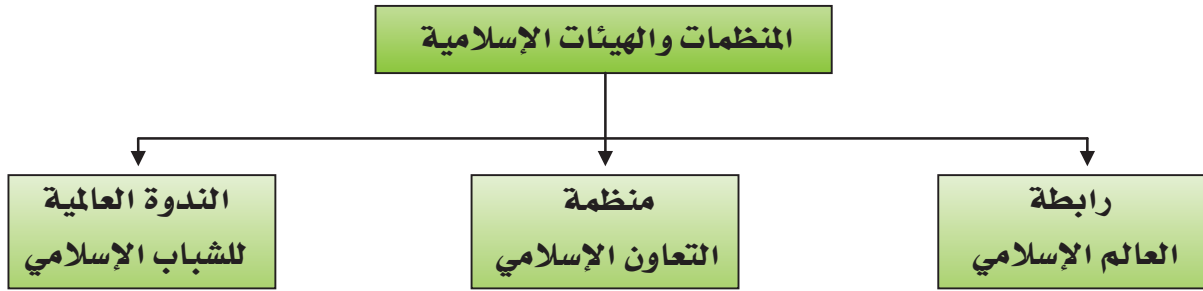 المنظمات والهيئات الإسلامية
رابطة
العالم الإسلامي
منظمة
التعاون الإسلامي
الندوة العالمية
للشباب الإسلامي